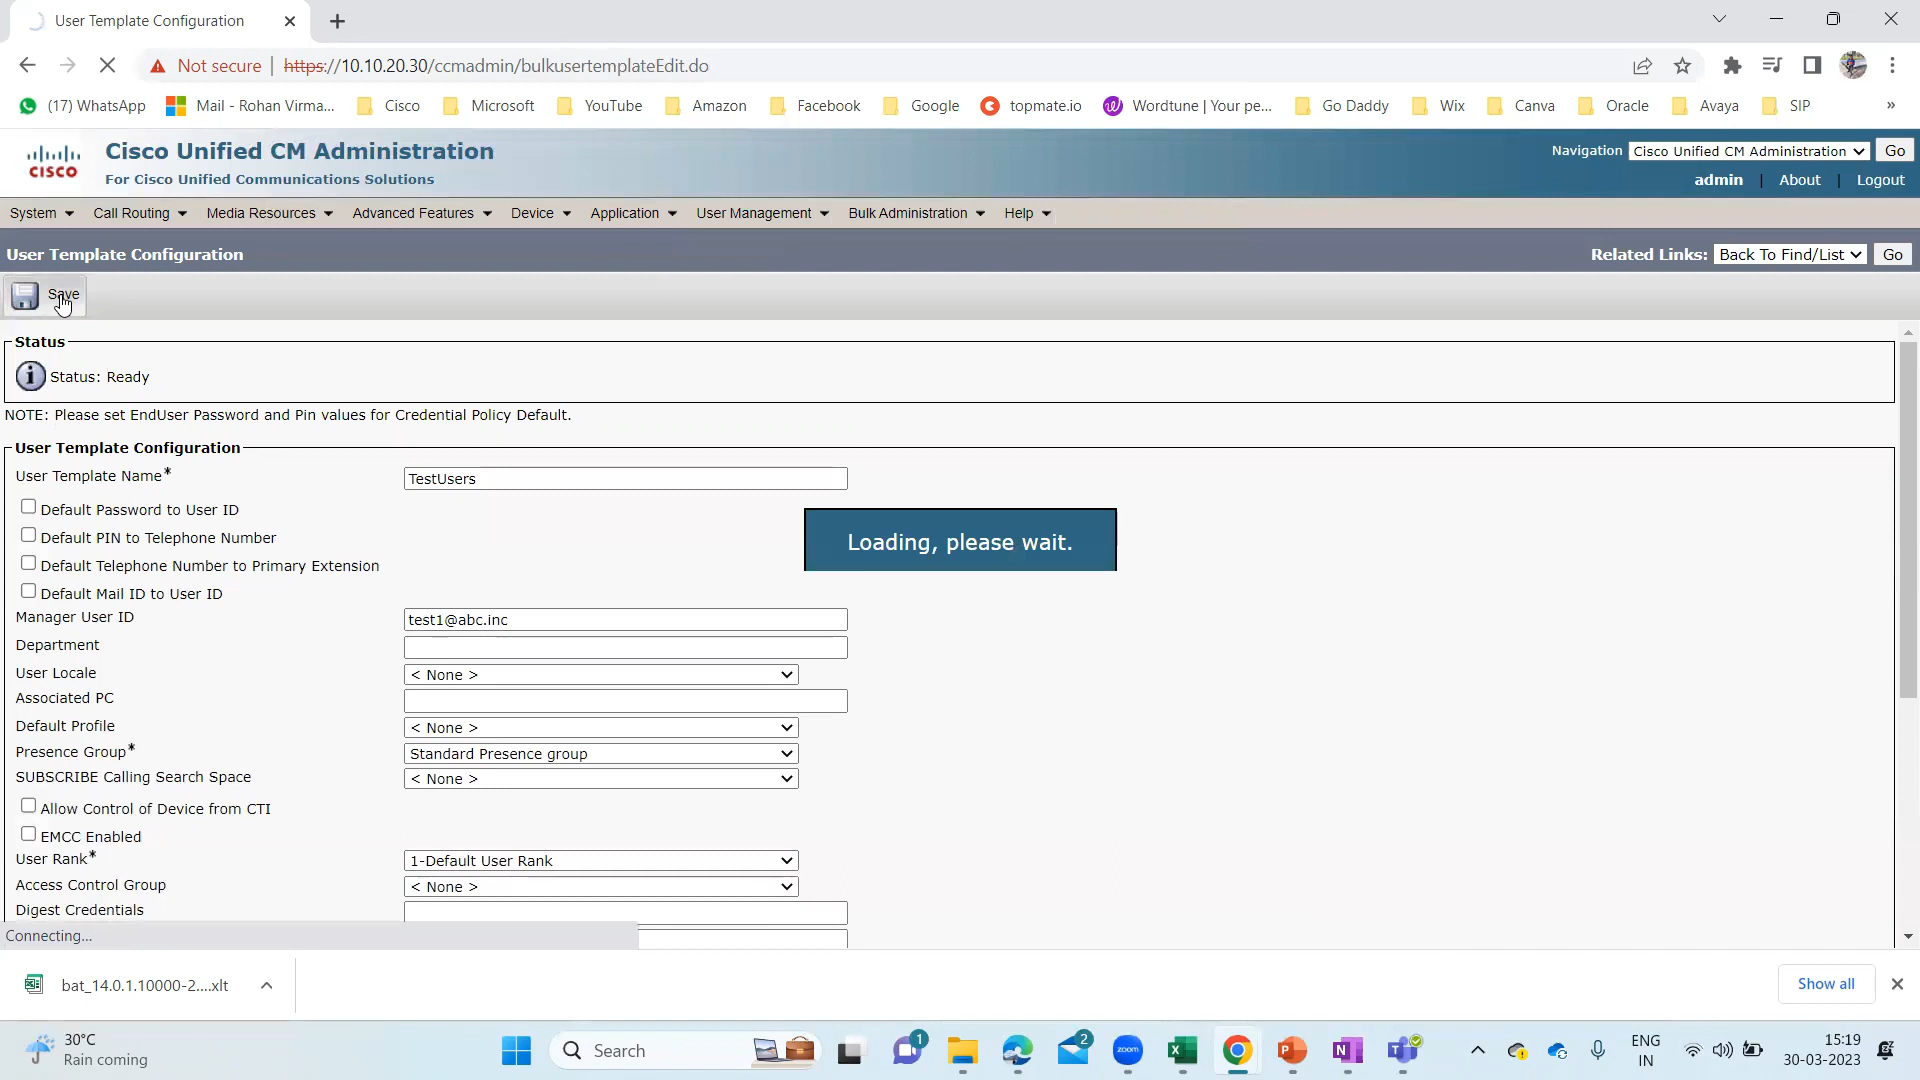 User Template Configuration
Not secure | https://10.10.20.30/ccmadmin/bulkusertemplateEdit.do
(17) WhatsApp Mail - Rohan Virma... Cisco Microsoft YouTube Amazon Facebook Google topmate.io Wordtune | Your pe... Go Daddy Wix Canva Oracle Avaya SIP »
CISCO
Cisco Unified CM Administration
For Cisco Unified Communications Solutions
Navigation Cisco Unified CM Administration Go
admin | About | Logout
System Call Routing Media Resources Advanced Features Device Application User Management Bulk Administration Help
User Template Configuration Related Links: Back To Find/List Go
Save
Status
Status: Ready
NOTE: Please set EndUser Password and Pin values for Credential Policy Default.
User Template Configuration
User Template Name* TestUsers
Default Password to User ID
Default PIN to Telephone Number
Loading, please wait.
Default Telephone Number to Primary Extension
Default Mail ID to User ID
Manager User ID test1@abc.inc
Department
User Locale < None >
Associated PC
Default Profile < None >
Presence Group* Standard Presence group
SUBSCRIBE Calling Search Space < None >
Allow Control of Device from CTI
EMCC Enabled
User Rank* 1-Default User Rank
Access Control Group < None >
Digest Credentials
Connecting...
bat_14.0.1.10000-2....xlt Show all
30°C
Rain coming
Search
1
2
zoom
ENG
IN
15:19
30-03-2023